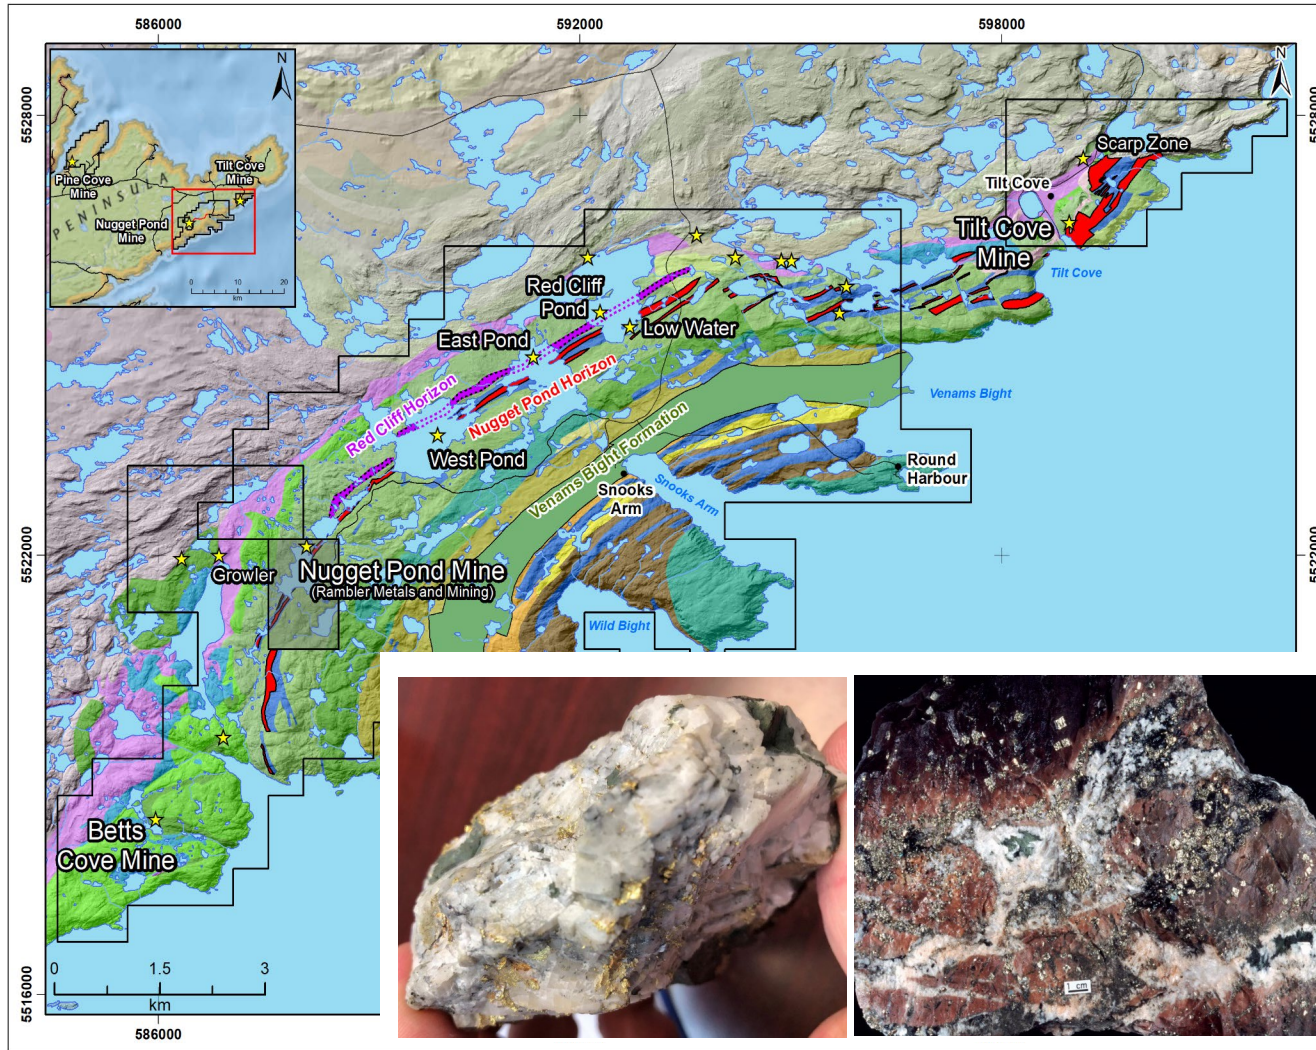 586000
592000
598000
N
N
5528000
5528000
Tilt Cove
Mine
Pine Cove
Mine
PENINSULA
Nugget Pond
Mine
0
10
20
km
Scarp Zone
Tilt Cove
Tilt Cove
Mine
Tilt Cove
Red Cliff
Pond
Low Water
East Pond
Red Cliff Horizon
Nugget Pond Horizon
Venams Bight
Venams Bight Formation
West Pond
Round
Harbour
Snooks
Arm
Snooks Arm
5522000
5522000
Growler
Nugget Pond Mine
(Rambler Metals and Mining)
Wild Bight
Betts
Cove Mine
0
1.5
3
km
5516000
586000
1 cm